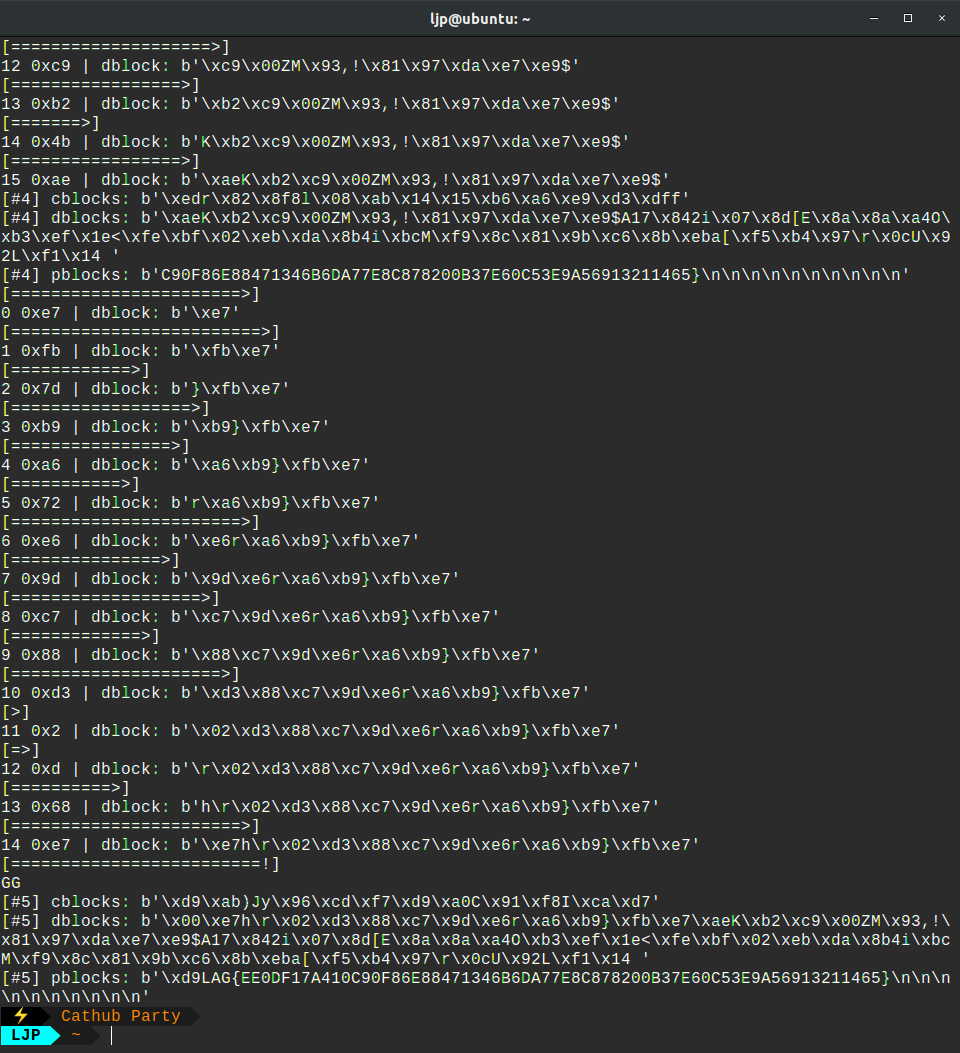 ljp@ubuntu: ~
[====================>]
12 0xc9 | dblock: b'\xc9\x00ZM\x93,!\x81\x97\xda\xe7\xe9$'
[=================>]
13 0xb2 | dblock: b'\xb2\xc9\x00ZM\x93,!\x81\x97\xda\xe7\xe9$'
[=======>]
14 0x4b | dblock: b'K\xb2\xc9\x00ZM\x93,!\x81\x97\xda\xe7\xe9$'
[=================>]
15 0xae | dblock: b'\xaeK\xb2\xc9\x00ZM\x93,!\x81\x97\xda\xe7\xe9$'
[#4] cblocks: b'\xedr\x82\x8f8l\x08\xab\x14\x15\xb6\xa6\xe9\xd3\xdff'
[#4] dblocks: b'\xaeK\xb2\xc9\x00ZM\x93,!\x81\x97\xda\xe7\xe9$A17\x842i\x07\x8d[E\x8a\x8a\xa4O\
xb3\xef\x1e<\xfe\xbf\x02\xeb\xda\x8b4i\xbcM\xf9\x8c\x81\x9b\xc6\x8b\xeba[\xf5\xb4\x97\r\x0cU\x9
2L\xf1\x14 '
[#4] pblocks: b'C90F86E88471346B6DA77E8C878200B37E60C53E9A56913211465}\n\n\n\n\n\n\n\n\n\n'
[=======================>]
0 0xe7 | dblock: b'\xe7'
[=========================>]
1 0xfb | dblock: b'\xfb\xe7'
[============>]
2 0x7d | dblock: b'}\xfb\xe7'
[==================>]
3 0xb9 | dblock: b'\xb9}\xfb\xe7'
[================>]
4 0xa6 | dblock: b'\xa6\xb9}\xfb\xe7'
[===========>]
5 0x72 | dblock: b'r\xa6\xb9}\xfb\xe7'
[=======================>]
6 0xe6 | dblock: b'\xe6r\xa6\xb9}\xfb\xe7'
[===============>]
7 0x9d | dblock: b'\x9d\xe6r\xa6\xb9}\xfb\xe7'
[===================>]
8 0xc7 | dblock: b'\xc7\x9d\xe6r\xa6\xb9}\xfb\xe7'
[=============>]
9 0x88 | dblock: b'\x88\xc7\x9d\xe6r\xa6\xb9}\xfb\xe7'
[=====================>]
10 0xd3 | dblock: b'\xd3\x88\xc7\x9d\xe6r\xa6\xb9}\xfb\xe7'
[>]
11 0x2 | dblock: b'\x02\xd3\x88\xc7\x9d\xe6r\xa6\xb9}\xfb\xe7'
[=>]
12 0xd | dblock: b'\r\x02\xd3\x88\xc7\x9d\xe6r\xa6\xb9}\xfb\xe7'
[==========>]
13 0x68 | dblock: b'h\r\x02\xd3\x88\xc7\x9d\xe6r\xa6\xb9}\xfb\xe7'
[=======================>]
14 0xe7 | dblock: b'\xe7h\r\x02\xd3\x88\xc7\x9d\xe6r\xa6\xb9}\xfb\xe7'
[=========================!]
GG
[#5] cblocks: b'\xd9\xab)Jy\x96\xcd\xf7\xd9\xa0C\x91\xf8I\xca\xd7'
[#5] dblocks: b'\x00\xe7h\r\x02\xd3\x88\xc7\x9d\xe6r\xa6\xb9}\xfb\xe7\xaeK\xb2\xc9\x00ZM\x93,!\
x81\x97\xda\xe7\xe9$A17\x842i\x07\x8d[E\x8a\x8a\xa4O\xb3\xef\x1e<\xfe\xbf\x02\xeb\xda\x8b4i\xbc
M\xf9\x8c\x81\x9b\xc6\x8b\xeba[\xf5\xb4\x97\r\x0cU\x92L\xf1\x14 '
[#5] pblocks: b'\xd9LAG{EE0DF17A410C90F86E88471346B6DA77E8C878200B37E60C53E9A56913211465}\n\n\n
\n\n\n\n\n\n\n'
⚡ Cathub Party
LJP ~